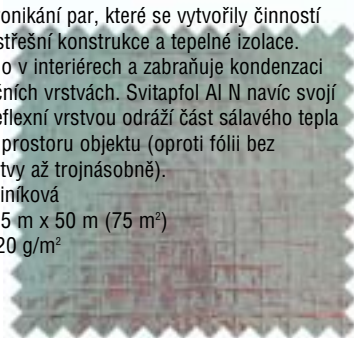 onikání par, které se vytvořily činností
střešní konstrukce a tepelné izolace.
o v interiérech a zabraňuje kondenzaci
šních vrstvách. Svitapfol Al N navíc svojí
eflexní vrstvou odráží část sálavého tepla
prostoru objektu (oproti fólii bez
tvy až trojnásobně).
iníková
5 m x 50 m (75 m²)
20 g/m²